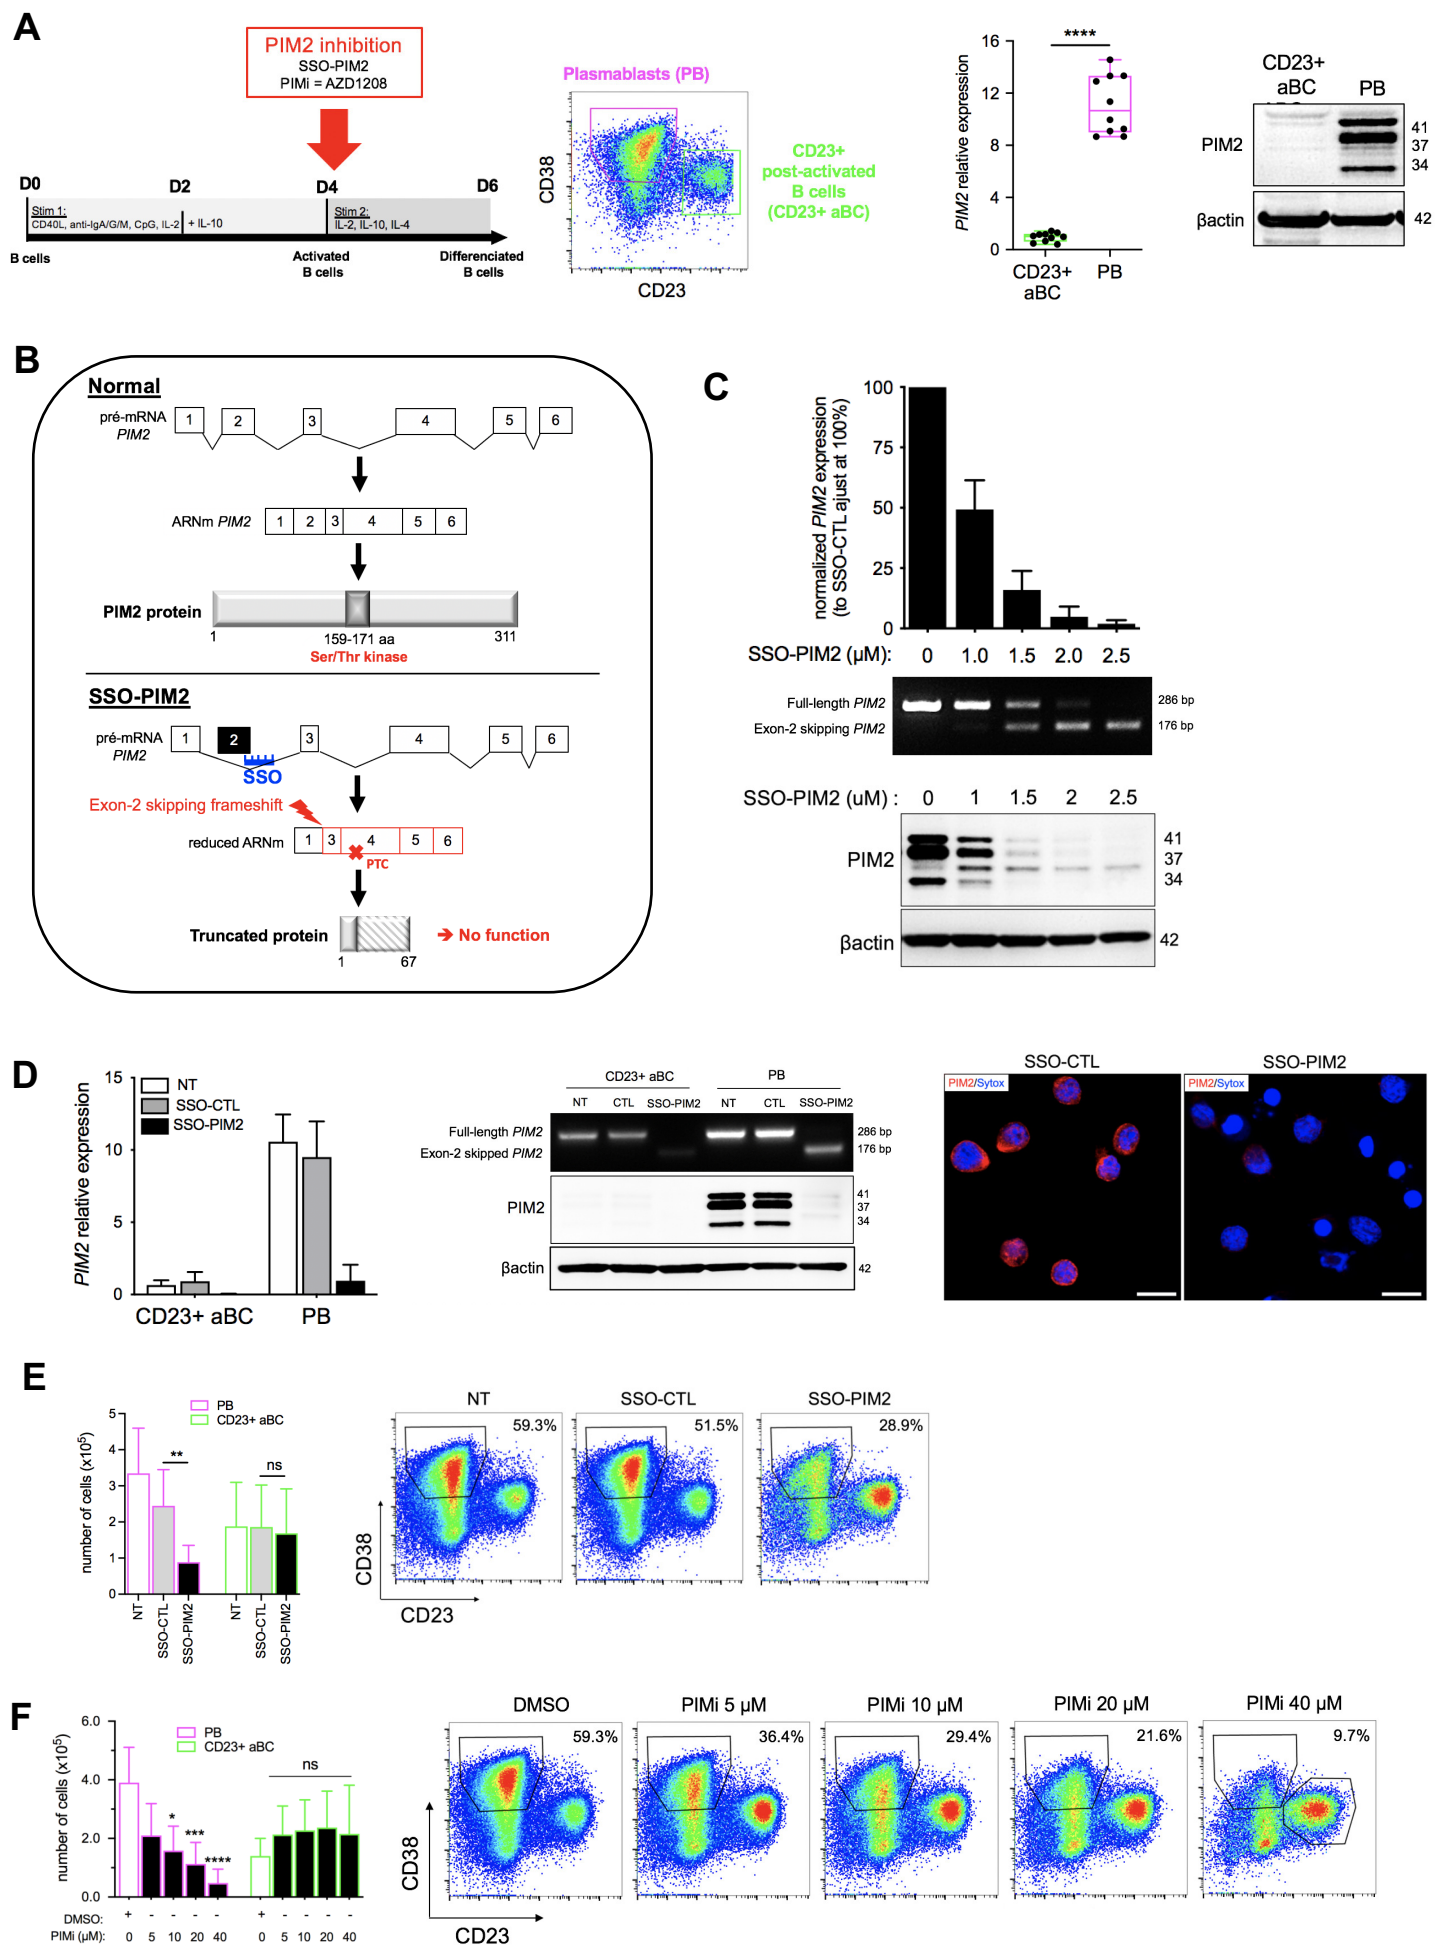 A
PIM2 inhibition
SSO-PIM2
PIMi = AZD1208
D0
D2
D4
D6
Stim 1:
CD40L, anti-IgA/G/M, CpG, IL-2
+ IL-10
Stim 2:
IL-2, IL-10, IL-4
B cells
Activated
B cells
Differenciated
B cells
Plasmablasts (PB)
CD38
CD23
CD23+
post-activated
B cells
(CD23+ aBC)
PIM2 relative expression
16
12
8
4
0
****
CD23+
aBC
PB
CD23+
aBC
PB
PIM2
41
37
34
βactin
42
B
Normal
pré-mRNA
PIM2
1 2 3 4 5 6
ARNm PIM2
1 2 3 4 5 6
PIM2 protein
1
159-171 aa
311
Ser/Thr kinase
SSO-PIM2
pré-mRNA
PIM2
1 2 3 4 5 6
SSO
Exon-2 skipping frameshift
reduced ARNm
1 3 4 5 6
PTC
Truncated protein
No function
1
67
C
normalized PIM2 expression
(to SSO-CTL ajust at 100%)
100
75
50
25
0
SSO-PIM2 (µM): 0 1.0 1.5 2.0 2.5
Full-length PIM2
286 bp
Exon-2 skipping PIM2
176 bp
SSO-PIM2 (uM) : 0 1 1.5 2 2.5
PIM2
41
37
34
βactin
42
D
PIM2 relative expression
15
10
5
0
NT
SSO-CTL
SSO-PIM2
CD23+ aBC
PB
CD23+ aBC
PB
NT CTL SSO-PIM2 NT CTL SSO-PIM2
Full-length PIM2
286 bp
Exon-2 skipped PIM2
176 bp
PIM2
41
37
34
βactin
42
SSO-CTL
SSO-PIM2
PIM2/Sytox
PIM2/Sytox
E
number of cells (x10⁵)
5
4
3
2
1
0
PB
CD23+ aBC
**
ns
NT
SSO-CTL
SSO-PIM2
NT
SSO-CTL
SSO-PIM2
NT
SSO-CTL
SSO-PIM2
59.3%
51.5%
28.9%
CD38
CD23
F
number of cells (x10⁵)
6.0
4.0
2.0
0.0
PB
CD23+ aBC
*
***
****
ns
DMSO: + - - - - + - - - -
PIMi (µM): 0 5 10 20 40 0 5 10 20 40
DMSO
PIMi 5 µM
PIMi 10 µM
PIMi 20 µM
PIMi 40 µM
59.3%
36.4%
29.4%
21.6%
9.7%
CD38
CD23